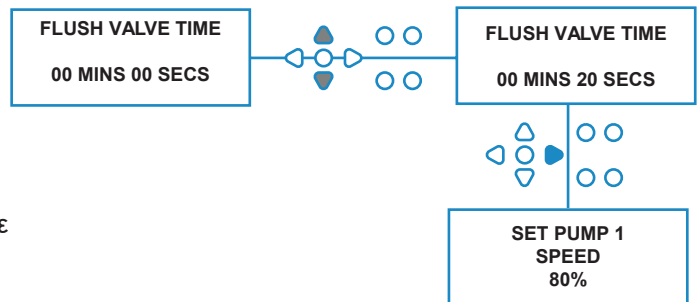 FLUSH VALVE TIME
00 MINS 00 SECS
FLUSH VALVE TIME
00 MINS 20 SECS
ε
SET PUMP 1
SPEED
80%